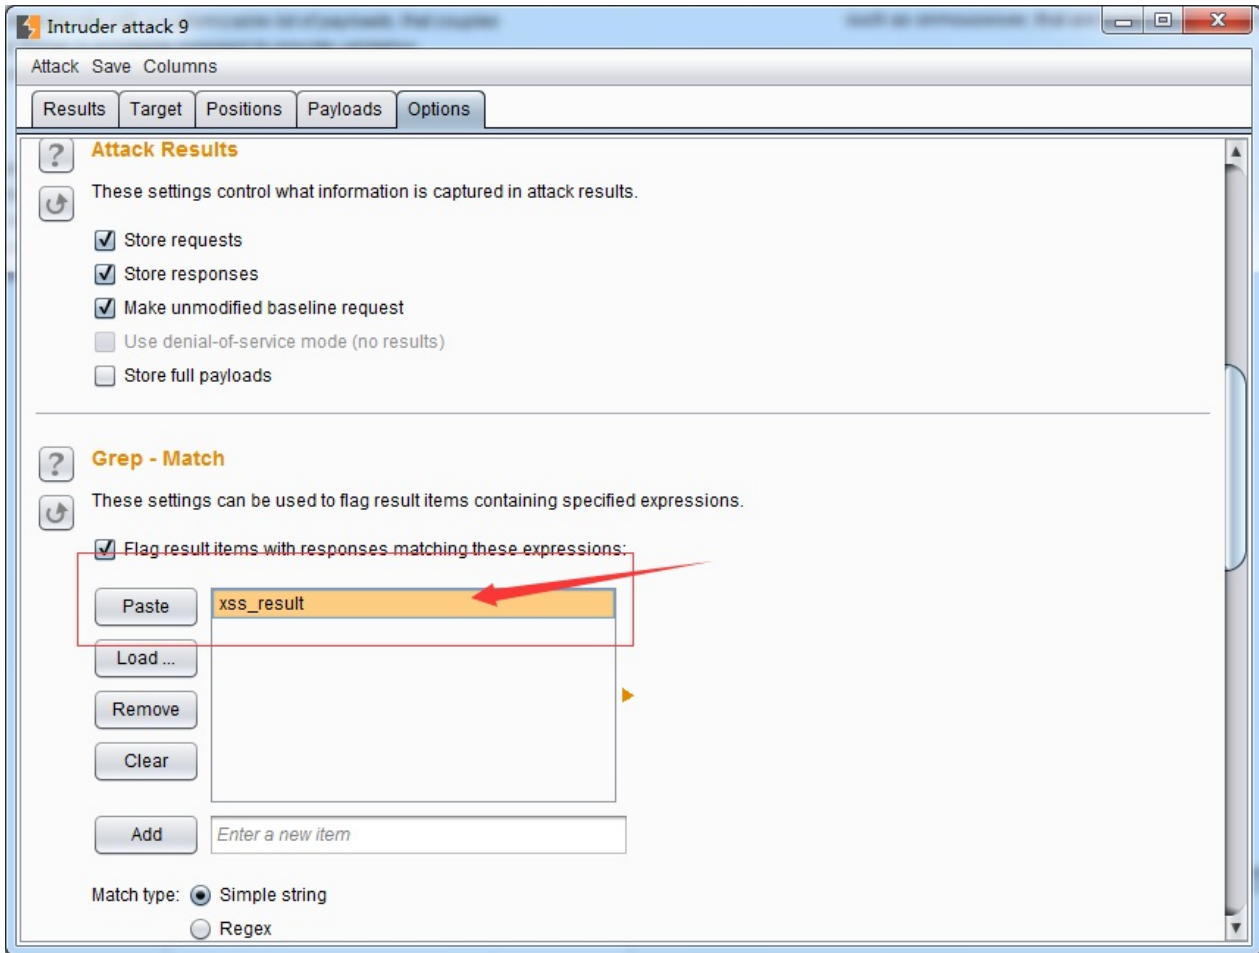 Intruder attack 9
Attack Save Columns
Results Target Positions Payloads Options
? Attack Results
These settings control what information is captured in attack results.
Store requests
Store responses
Make unmodified baseline request
Use denial-of-service mode (no results)
Store full payloads
? Grep - Match
These settings can be used to flag result items containing specified expressions.
Flag result items with responses matching these expressions:
Paste xss_result
Load ...
Remove
Clear
Add Enter a new item
Match type: Simple string
Regex